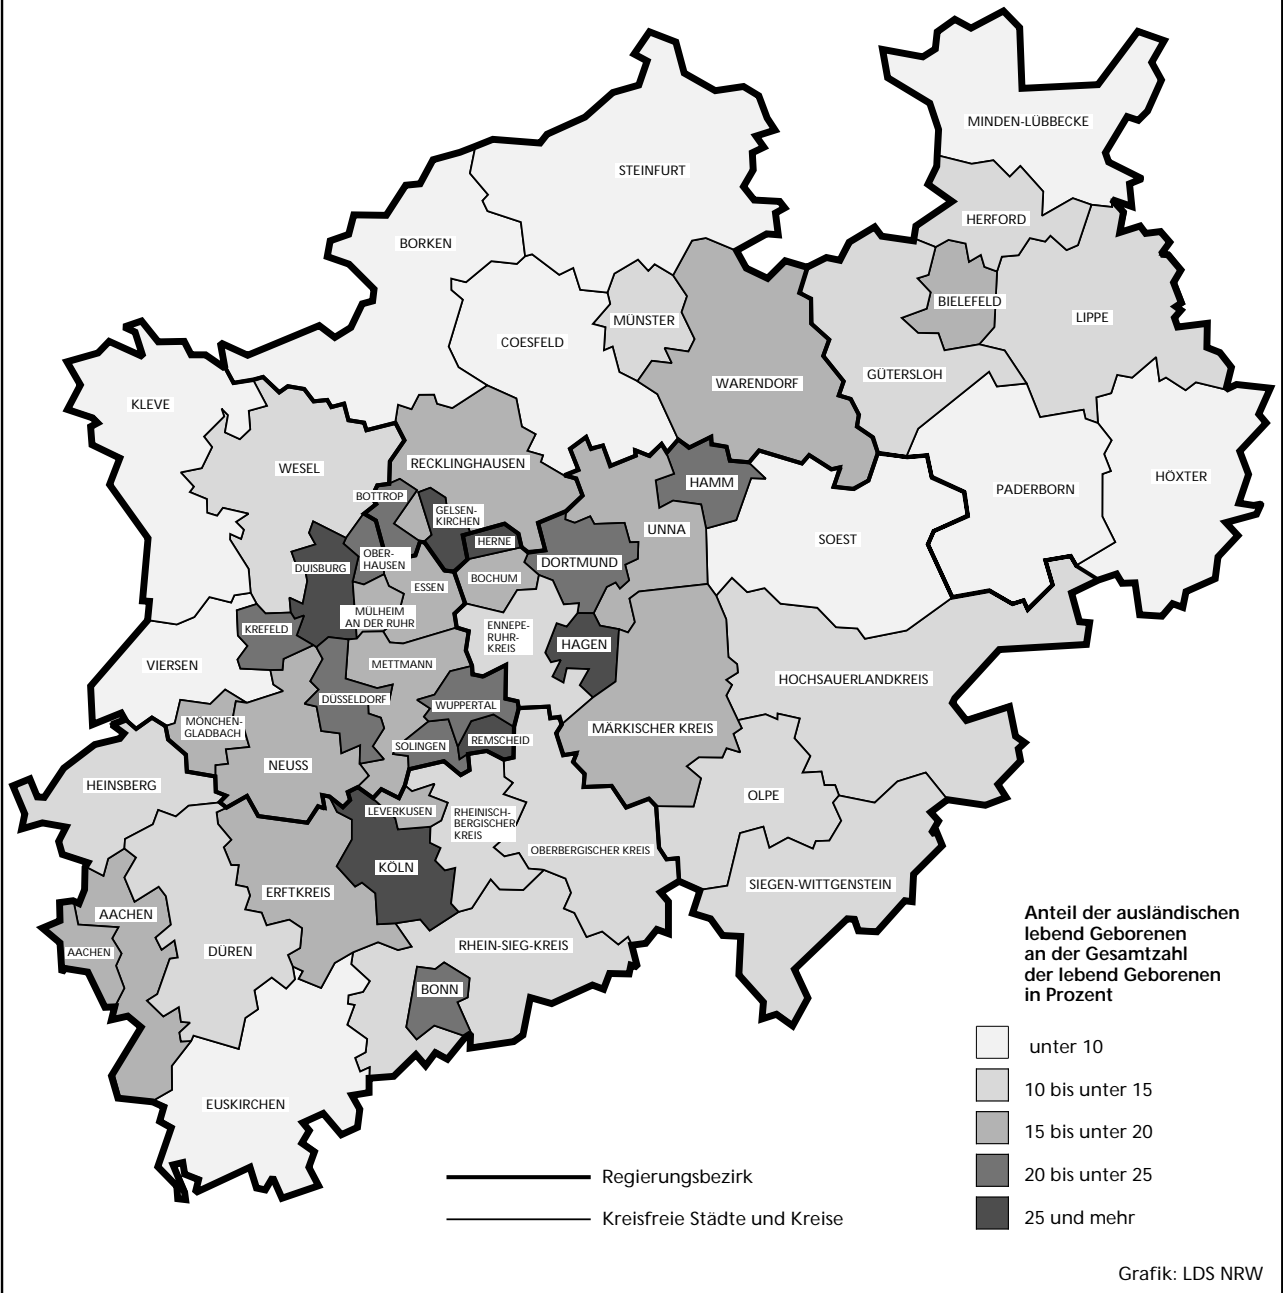 MINDEN-LÜBBECKE
STEINFURT
HERFORD
BORKEN
BIELEFELD
LIPPE
MÜNSTER
COESFELD
GÜTERSLOH
WARENDORF
KLEVE
RECKLINGHAUSEN
WESEL
HÖXTER
HAMM
PADERBORN
BOTTROP
GELSEN-
KIRCHEN
UNNA
SOEST
HERNE
OBER-
HAUSEN
DORTMUND
DUISBURG
BOCHUM
ESSEN
MÜLHEIM
AN DER RUHR
KREFELD
ENNEPE-
RUHR-
KREIS
HAGEN
METTMANN
VIERSEN
HOCHSAUERLANDKREIS
DÜSSELDORF
WUPPERTAL
MÖNCHEN-
GLADBACH
MÄRKISCHER KREIS
SOLINGEN
REMSCHEID
NEUSS
HEINSBERG
OLPE
LEVERKUSEN
RHEINISCH-
BERGISCHER
KREIS
OBERBERGISCHER KREIS
KÖLN
ERFTKREIS
SIEGEN-WITTGENSTEIN
AACHEN
AACHEN
DÜREN
RHEIN-SIEG-KREIS
BONN
EUSKIRCHEN
Anteil der ausländischen
lebend Geborenen
an der Gesamtzahl
der lebend Geborenen
in Prozent
unter 10
10 bis unter 15
15 bis unter 20
20 bis unter 25
25 und mehr
Regierungsbezirk
Kreisfreie Städte und Kreise
Grafik: LDS NRW